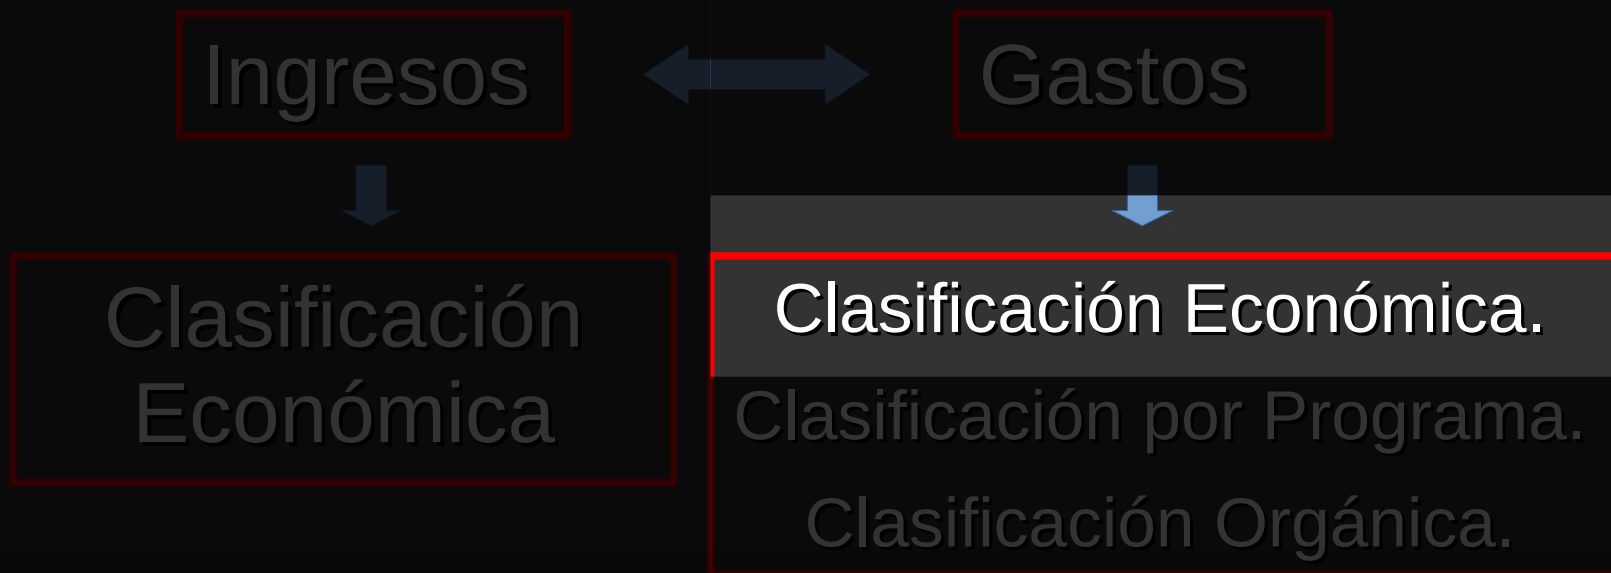 Ingresos
Gastos
Clasificación
Económica
Clasificación Económica.
Clasificación por Programa.
Clasificación Orgánica.